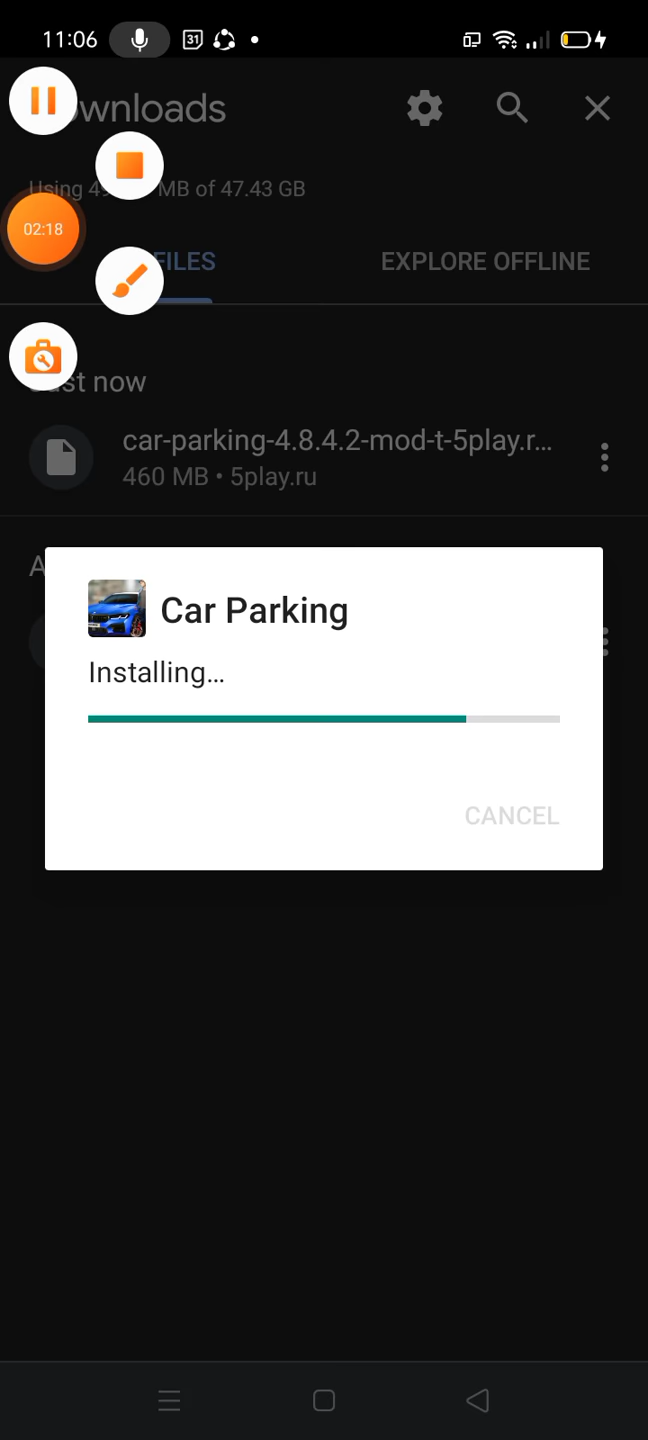 11:06
31
wnloads
Using 4 MB of 47.43 GB
02:18
FILES
EXPLORE OFFLINE
st now
car-parking-4.8.4.2-mod-t-5play.r...
460 MB • 5play.ru
A
Car Parking
Installing...
CANCEL